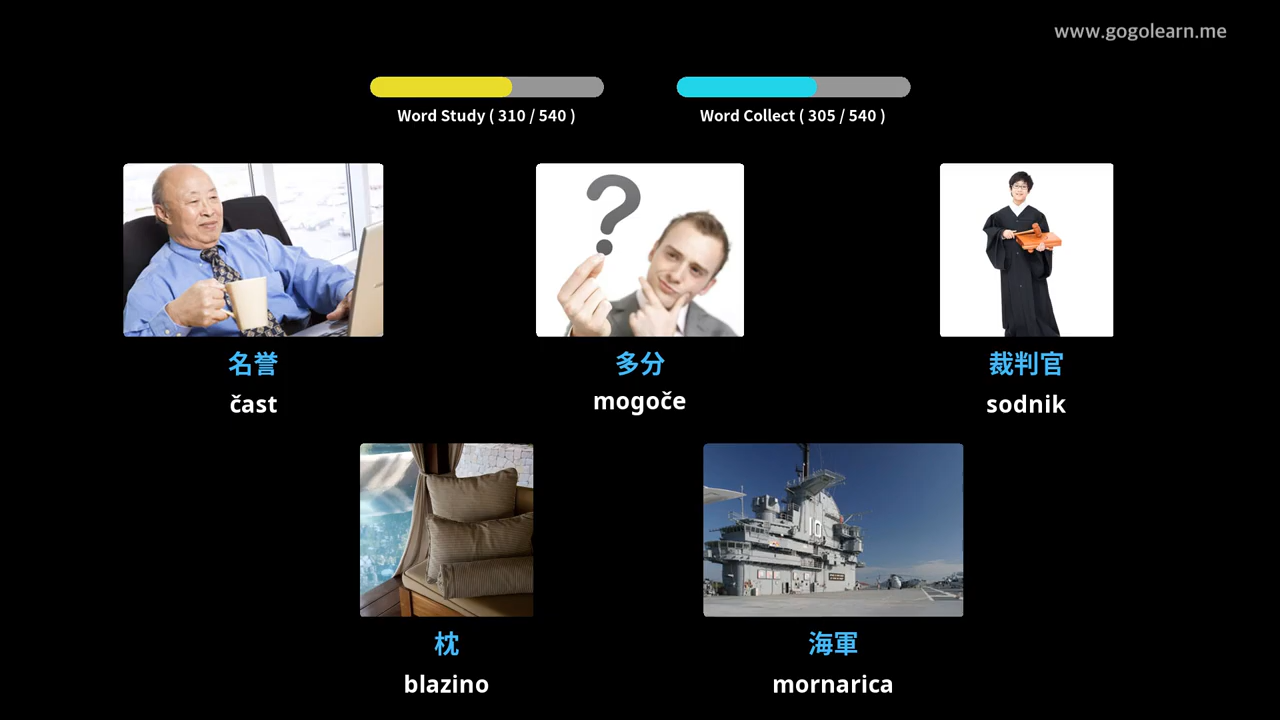 www.gogolearn.me
Word Study ( 310 / 540 )
Word Collect ( 305 / 540 )
名誉
čast
多分
mogoče
裁判官
sodnik
10
枕
blazino
海軍
mornarica